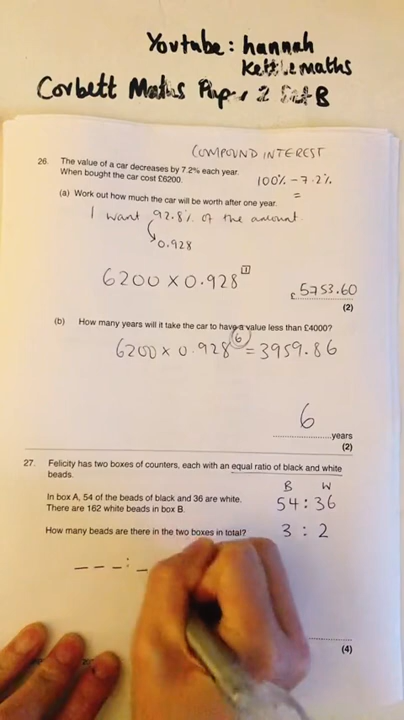 Youtube: hannah
Kettlemaths
Corbett Maths Paper 2 Set B
COMPOUND INTEREST
26. The value of a car decreases by 7.2% each year.
When bought the car cost £6200.
100% - 7.2%
=
(a) Work out how much the car will be worth after one year.
I want 92.8% of the amount.
0.928
6200 x 0.928 1
£5753.60
(2)
(b) How many years will it take the car to have a value less than £4000?
6200 x 0.928 6 = 3959.86
6
years
(2)
27. Felicity has two boxes of counters, each with an equal ratio of black and white
beads.
B W
In box A, 54 of the beads of black and 36 are white.
54:36
There are 162 white beads in box B.
How many beads are there in the two boxes in total?
3 : 2
(4)